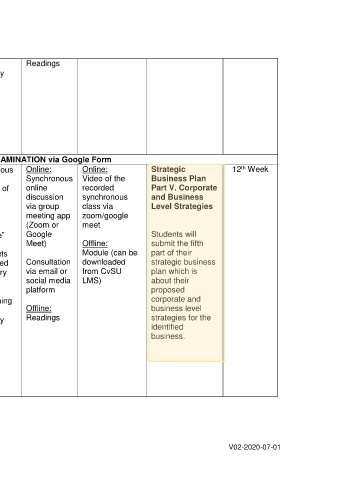 Readings
y
AMINATION via Google Form
ous
of
e"
nts
ed
ry
ning
y
Online:
Synchronous
online
discussion
via group
meeting app
(Zoom or
Google
Meet)
Consultation
via email or
social media
platform
Offline:
Readings
Online:
Video of the
recorded
synchronous
class via
zoom/google
meet
Offline:
Module (can be
downloaded
from CvSU
LMS)
Strategic
Business Plan
Part V. Corporate
and Business
Level Strategies
Students will
submit the fifth
part of their
strategic business
plan which is
about their
proposed
corporate and
business level
strategies for the
identified
business.
12th Week
V02-2020-07-01